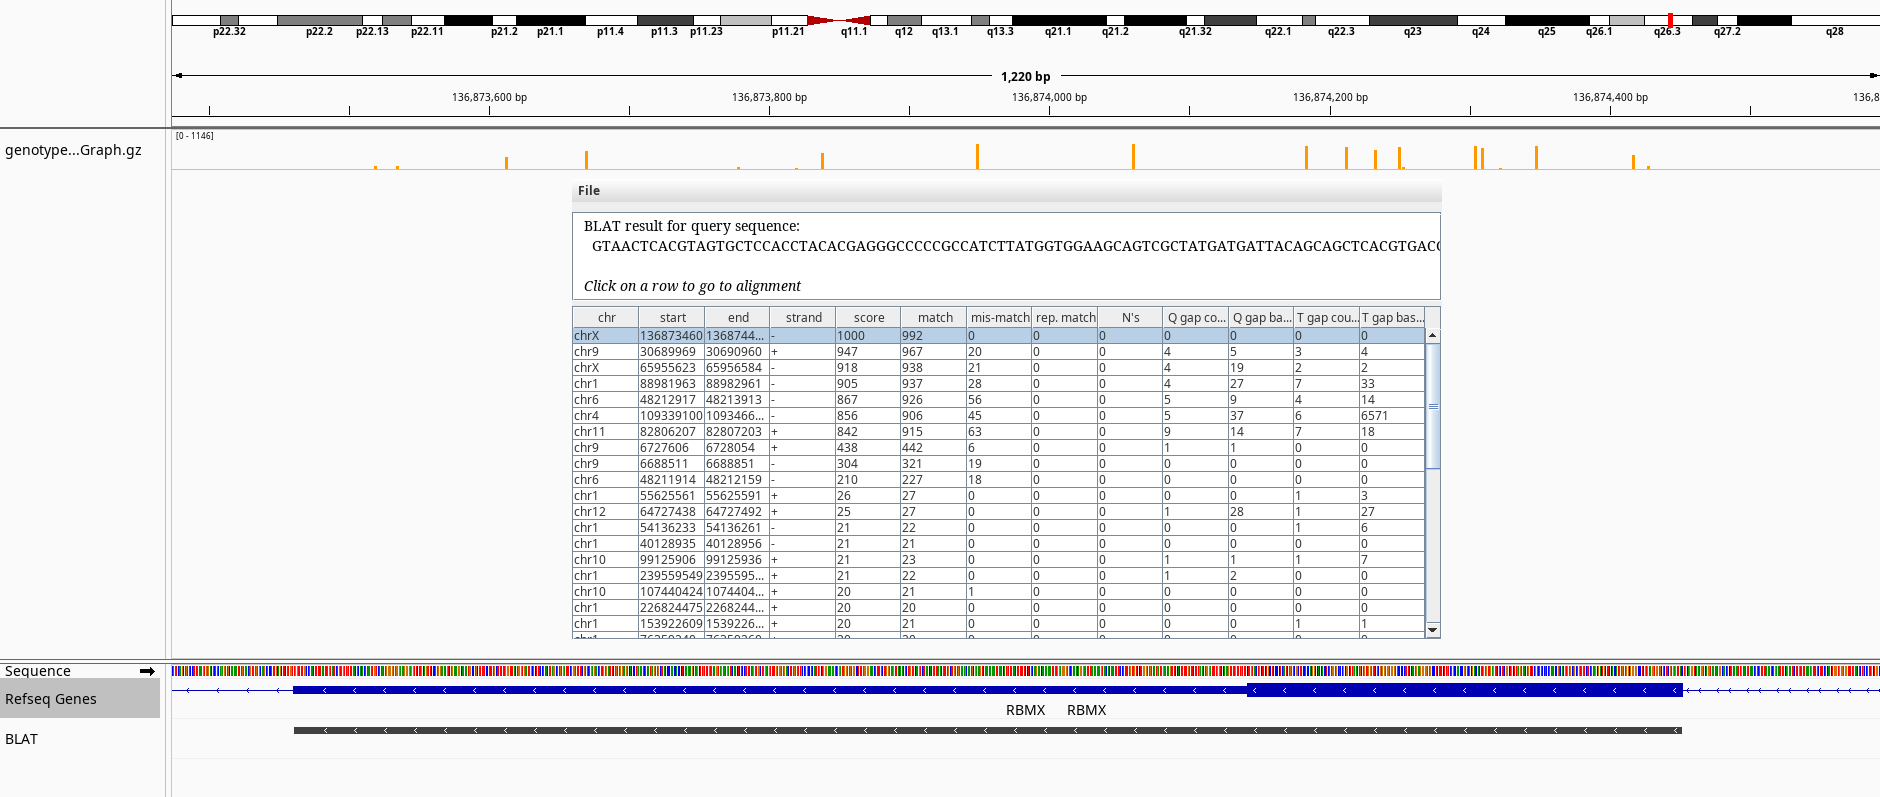 p22.32 p22.2 p22.13 p22.11 p21.2 p21.1 p11.4 p11.3 p11.23 p11.21 q11.1 q12 q13.1 q13.3 q21.1 q21.2 q21.32 q22.1 q22.3 q23 q24 q25 q26.1 q26.3 q27.2 q28
1,220 bp
136,873,600 bp 136,873,800 bp 136,874,000 bp 136,874,200 bp 136,874,400 bp 136,8
[0 - 1146]
genotype...Graph.gz
File
BLAT result for query sequence:
GTAACTCACGTAGTGCTCCACCTACACGAGGGCCCCCGCCATCTTATGGTGGAAGCAGTCGCTATGATGATTACAGCAGCTCACGTGAC
Click on a row to go to alignment
chr start end strand score match mis-match rep. match N's Q gap co... Q gap ba... T gap cou... T gap bas...
chrX 136873460 1368744... - 1000 992 0 0 0 0 0 0 0
chr9 30689969 30690960 + 947 967 20 0 0 4 5 3 4
chrX 65955623 65956584 - 918 938 21 0 0 4 19 2 2
chr1 88981963 88982961 - 905 937 28 0 0 4 27 7 33
chr6 48212917 48213913 - 867 926 56 0 0 5 9 4 14
chr4 109339100 1093466... - 856 906 45 0 0 5 37 6 6571
chr11 82806207 82807203 + 842 915 63 0 0 9 14 7 18
chr9 6727606 6728054 + 438 442 6 0 0 1 1 0 0
chr9 6688511 6688851 - 304 321 19 0 0 0 0 0 0
chr6 48211914 48212159 - 210 227 18 0 0 0 0 0 0
chr1 55625561 55625591 + 26 27 0 0 0 0 0 1 3
chr12 64727438 64727492 + 25 27 0 0 0 1 28 1 27
chr1 54136233 54136261 - 21 22 0 0 0 0 0 1 6
chr1 40128935 40128956 - 21 21 0 0 0 0 0 0 0
chr10 99125906 99125936 + 21 23 0 0 0 1 1 1 7
chr1 239559549 2395595... + 21 22 0 0 0 1 2 0 0
chr10 107440424 1074404... + 20 21 1 0 0 0 0 0 0
chr1 226824475 2268244... + 20 20 0 0 0 0 0 0 0
chr1 153922609 1539226... + 20 21 0 0 0 0 0 1 1
Sequence
Refseq Genes
RBMX RBMX
BLAT